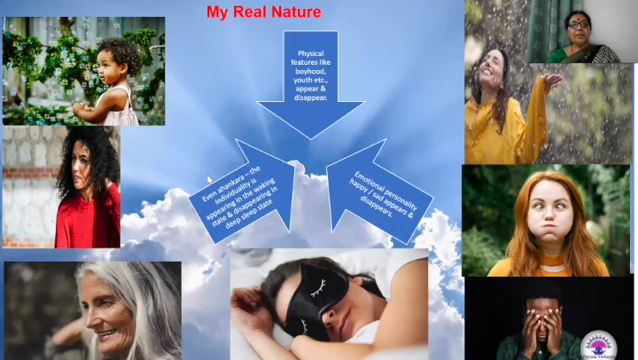 My Real Nature
Physical
features like
boyhood,
youth etc.,
appear &
disappear.
Even ahankara – the
individuality is
appearing in the waking
state & disappearing in
deep sleep state
Emotional personality
happy / sad appears &
disappears.